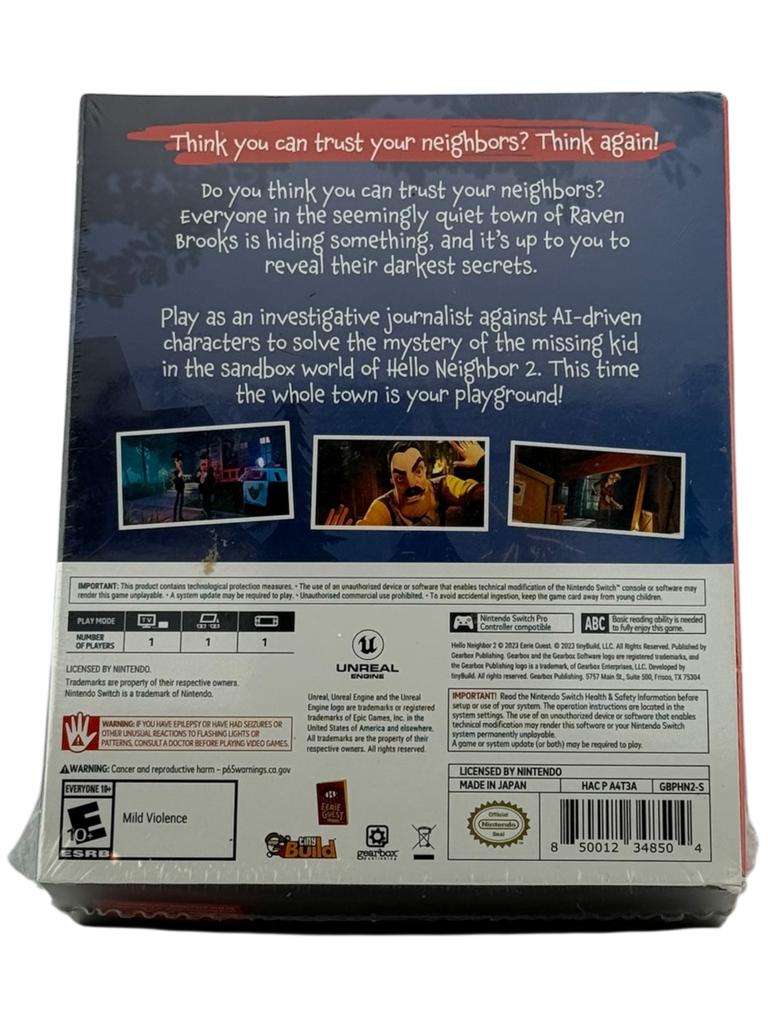 Think you can trust your neighbors? Think again!
Do you think you can trust your neighbors?
Everyone in the seemingly quiet town of Raven
Brooks is hiding something, and it's up to you to
reveal their darkest secrets.
Play as an investigative journalist against AI-driven
characters to solve the mystery of the missing kid
in the sandbox world of Hello Neighbor 2. This time
the whole town is your playground!
IMPORTANT: This product contains technological protection measures. • The use of an unauthorised device or software that enables technical modification of the Nintendo Switch™ console or software may
render this game unplayable. • A system update may be required to play. • Unauthorised commercial use prohibited. • To avoid accidental ingestion, keep the game card away from young children.
PLAY MODE
TV
NUMBER
OF PLAYERS
1
1
1
LICENSED BY NINTENDO.
Trademarks are property of their respective owners.
Nintendo Switch is a trademark of Nintendo.
WARNING: IF YOU HAVE EPILEPSY OR HAVE HAD SEIZURES OR
OTHER UNUSUAL REACTIONS TO FLASHING LIGHTS OR
PATTERNS, CONSULT A DOCTOR BEFORE PLAYING VIDEO GAMES.
WARNING: Cancer and reproductive harm – p65warnings.ca.gov
EVERYONE 10+
E
10+
ESRB
Mild Violence
UNREAL
ENGINE
Unreal, Unreal Engine and the Unreal
Engine logo are trademarks or registered
trademarks of Epic Games, Inc. in the
United States of America and elsewhere.
All trademarks are the property of their
respective owners. All rights reserved.
EERIE
GUEST
tiny
Build
gearbox
publishing
Nintendo Switch Pro
Controller compatible
ABC
Basic reading ability is needed
to fully enjoy this game.
Hello Neighbor 2 © 2023 Eerie Guest. © 2023 tinyBuild, LLC. All Rights Reserved. Published by
Gearbox Publishing. Gearbox and the Gearbox Software logo are registered trademarks, and
the Gearbox Publishing logo is a trademark, of Gearbox Enterprises, LLC. Developed by
tinyBuild. All rights reserved. Gearbox Publishing. 5757 Main St., Suite 500, Frisco, TX 75034
IMPORTANT! Read the Nintendo Switch Health & Safety Information before
setup or use of your system. The operation instructions are located in the
system settings. The use of an unauthorized device or software that enables
technical modification may render this software or your Nintendo Switch
system permanently unplayable.
A game or system update (or both) may be required to play.
LICENSED BY NINTENDO
MADE IN JAPAN
HAC P A4T3A
GBPHN2-S
Official
Nintendo
Seal
8 50012 34850 4